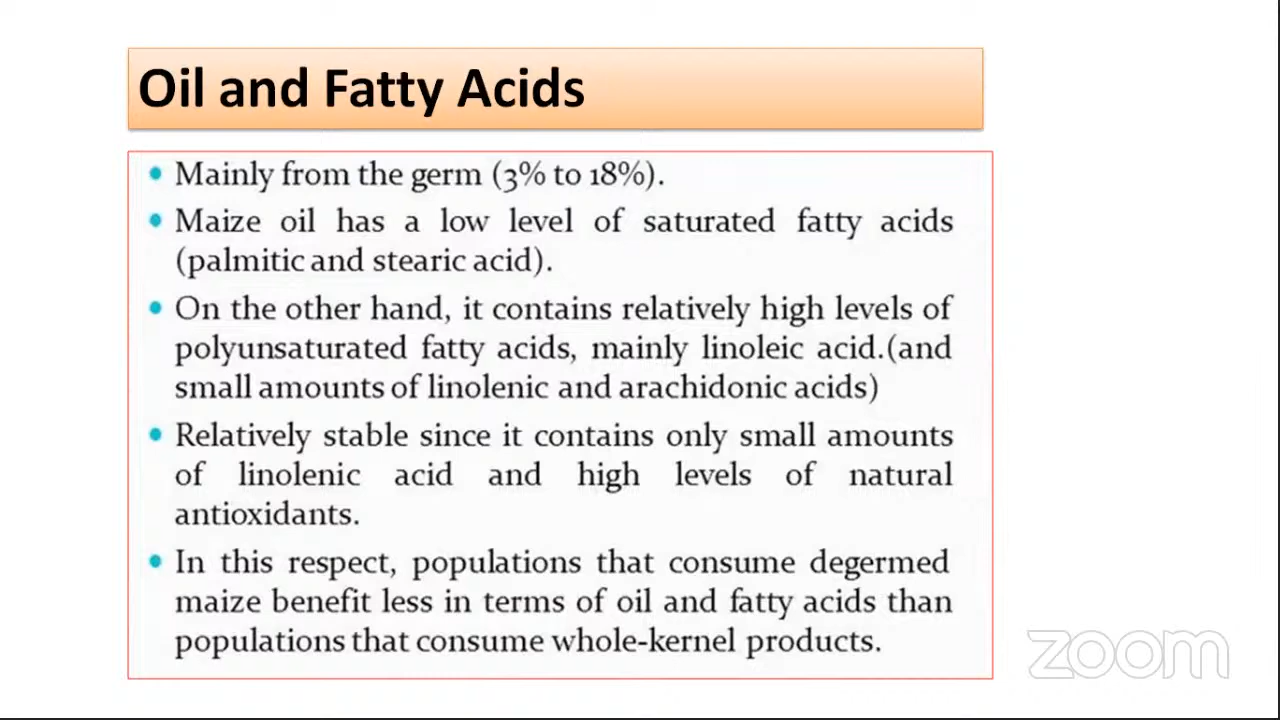 Oil and Fatty Acids
• Mainly from the germ (3% to 18%).
• Maize oil has a low level of saturated fatty acids
(palmitic and stearic acid).
• On the other hand, it contains relatively high levels of
polyunsaturated fatty acids, mainly linoleic acid.(and
small amounts of linolenic and arachidonic acids)
• Relatively stable since it contains only small amounts
of linolenic acid and high levels of natural
antioxidants.
• In this respect, populations that consume degermed
maize benefit less in terms of oil and fatty acids than
populations that consume whole-kernel products.
zoom